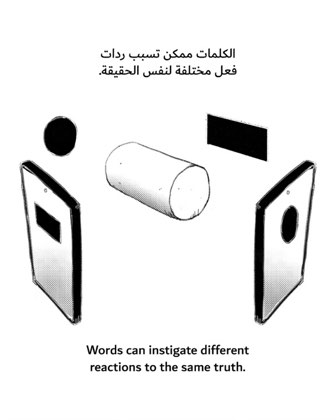 الكلمات ممكن تسبب ردات
فعل مختلفة لنفس الحقيقة.
Words can instigate different
reactions to the same truth.